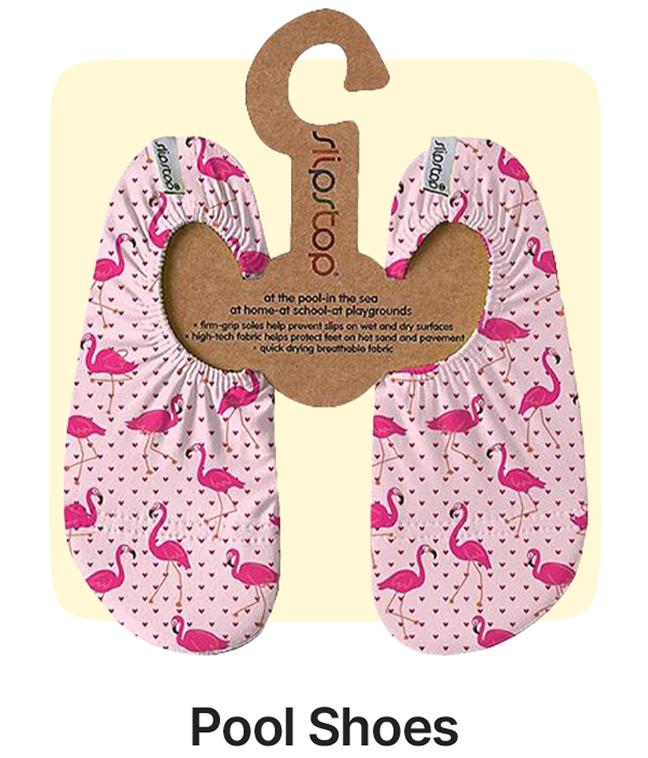 slipstop
slipstop
slipstop
at the pool-in the sea
at home-at school-at playgrounds
• firm-grip soles help prevent slips on wet and dry surfaces
• high-tech fabric helps protect feet on hot sand and pavement
• quick drying breathable fabric
Pool Shoes